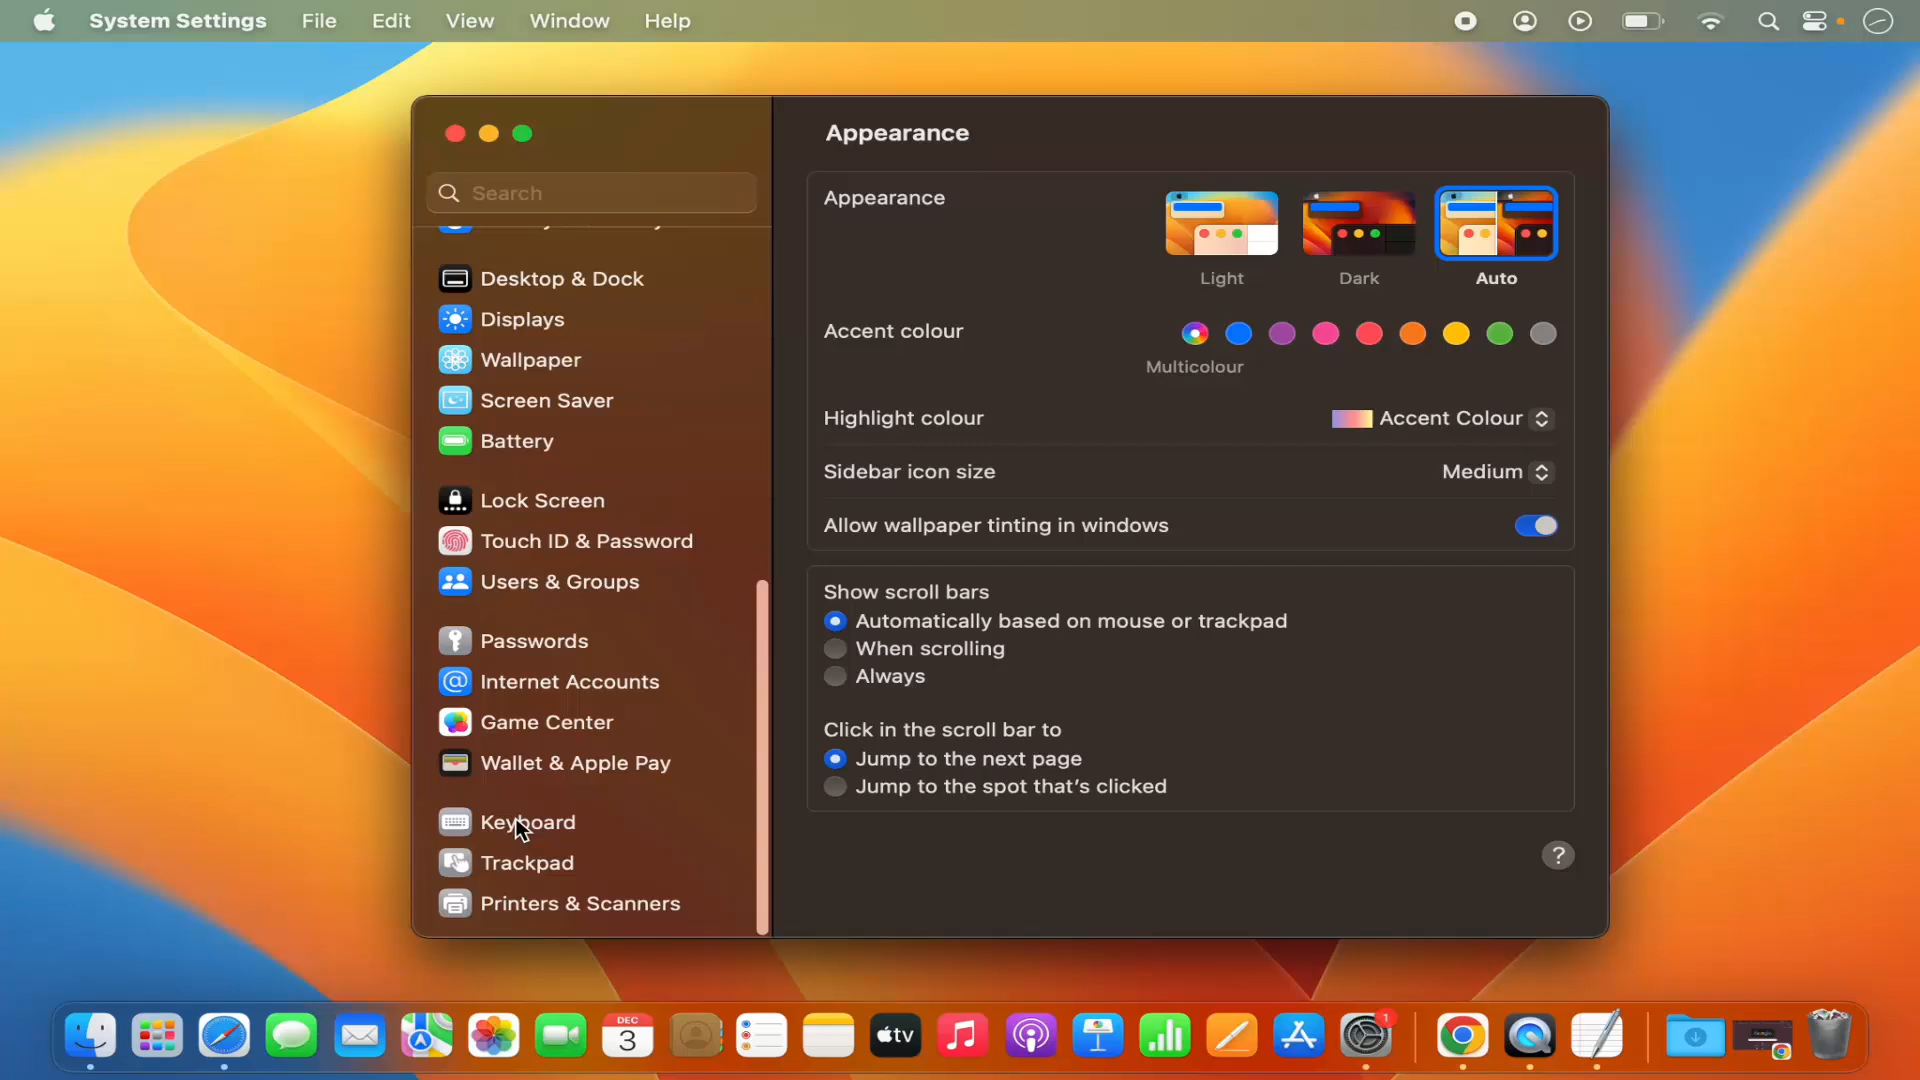 System Settings File Edit View Window Help
Appearance
Search
Desktop & Dock
Displays
Wallpaper
Screen Saver
Battery
Lock Screen
Touch ID & Password
Users & Groups
Passwords
Internet Accounts
Game Center
Wallet & Apple Pay
Keyboard
Trackpad
Printers & Scanners
Appearance
Light Dark Auto
Accent colour
Multicolour
Highlight colour Accent Colour
Sidebar icon size Medium
Allow wallpaper tinting in windows
Show scroll bars
Automatically based on mouse or trackpad
When scrolling
Always
Click in the scroll bar to
Jump to the next page
Jump to the spot that's clicked
?
DEC
3
tv
1